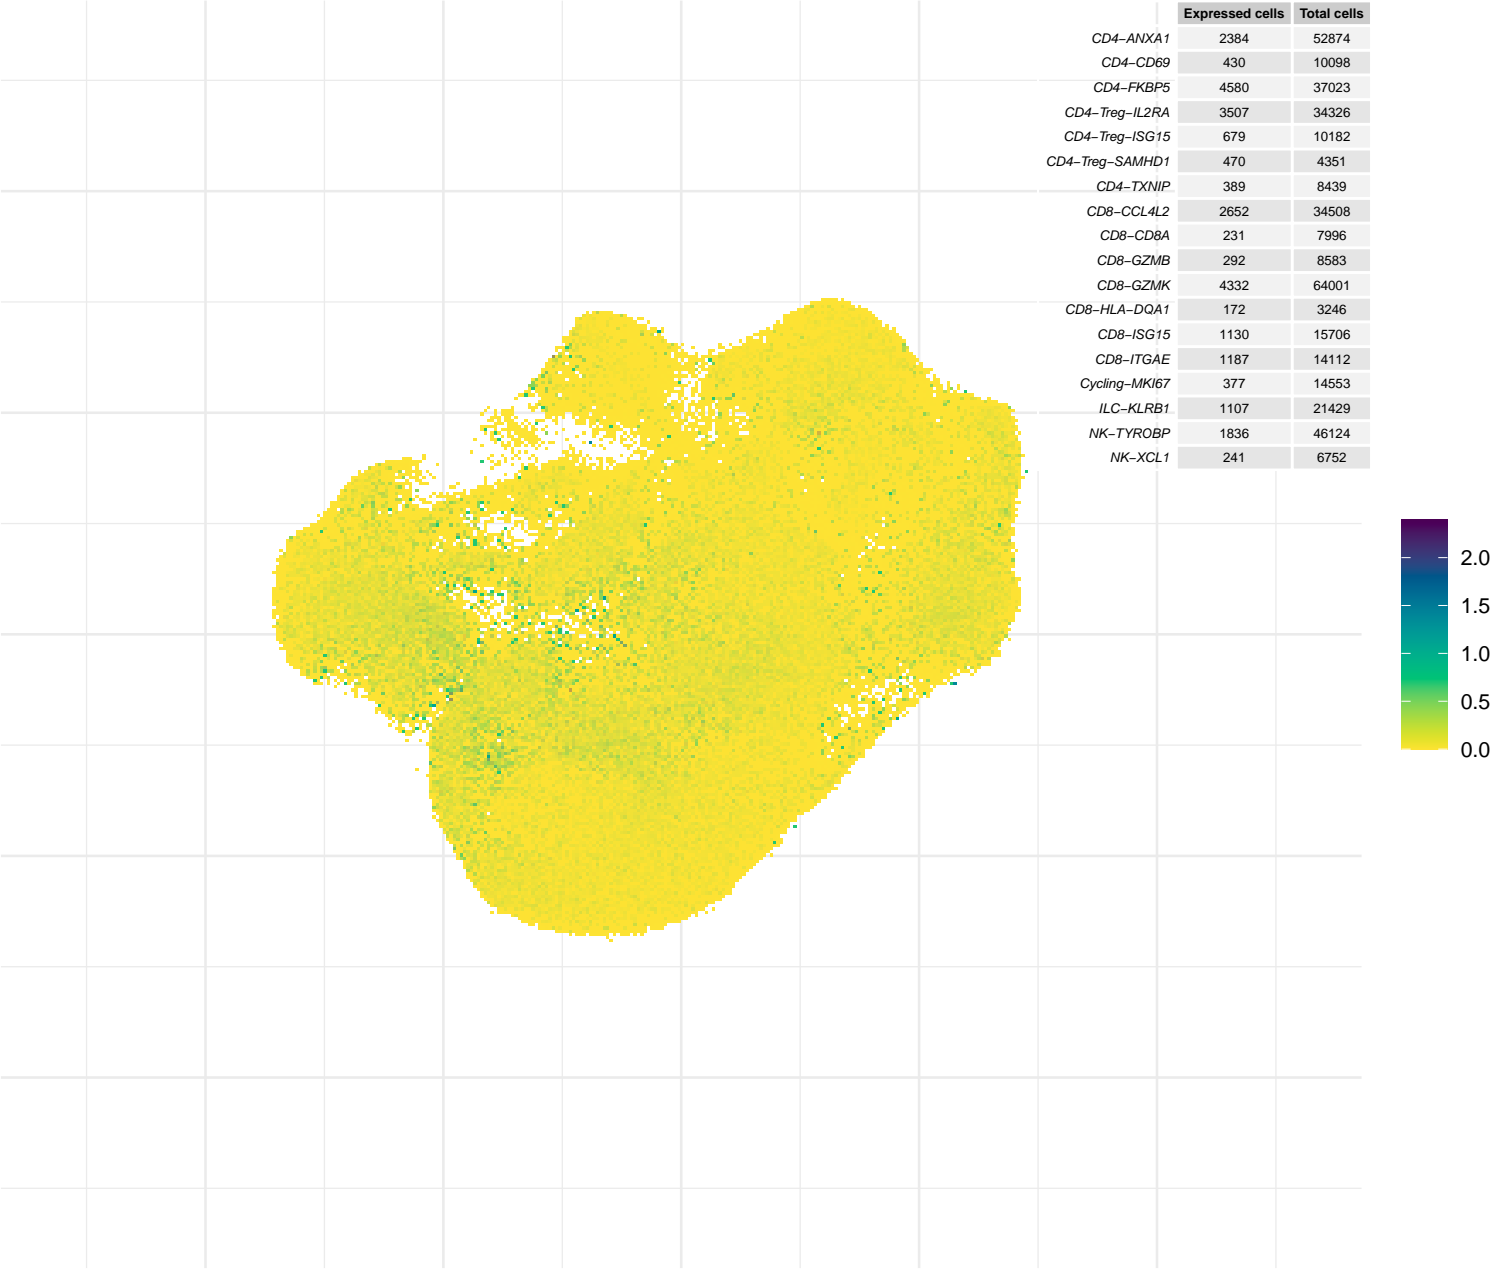 Expressed cells Total cells
CD4−ANXA1 2384 52874
CD4−CD69 430 10098
CD4−FKBP5 4580 37023
CD4−Treg−IL2RA 3507 34326
CD4−Treg−ISG15 679 10182
CD4−Treg−SAMHD1 470 4351
CD4−TXNIP 389 8439
CD8−CCL4L2 2652 34508
CD8−CD8A 231 7996
CD8−GZMB 292 8583
CD8−GZMK 4332 64001
CD8−HLA−DQA1 172 3246
CD8−ISG15 1130 15706
CD8−ITGAE 1187 14112
Cycling−MKI67 377 14553
ILC−KLRB1 1107 21429
NK−TYROBP 1836 46124
NK−XCL1 241 6752
2.0
1.5
1.0
0.5
0.0